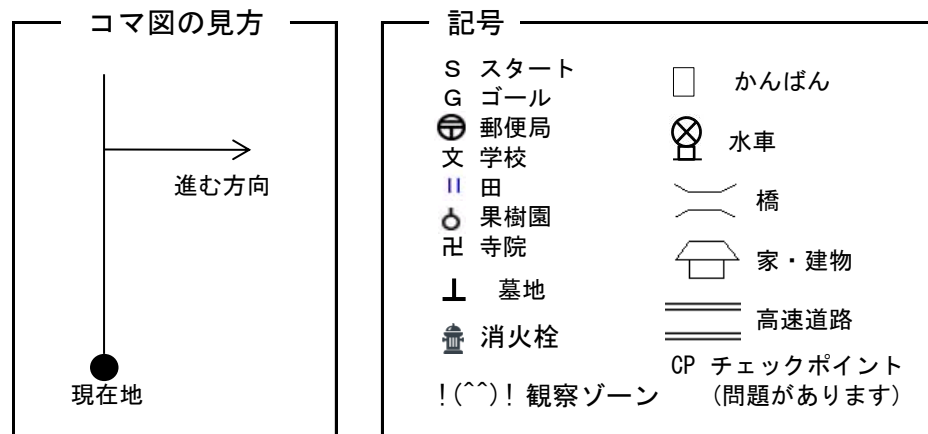 コマ図の見方
進む方向
現在地
記号
S スタート
G ゴール
〒 郵便局
文 学校
II 田
果樹園
卍 寺院
墓地
消火栓
!(^^)! 観察ゾーン
かんばん
水車
橋
家・建物
高速道路
CP チェックポイント
(問題があります)